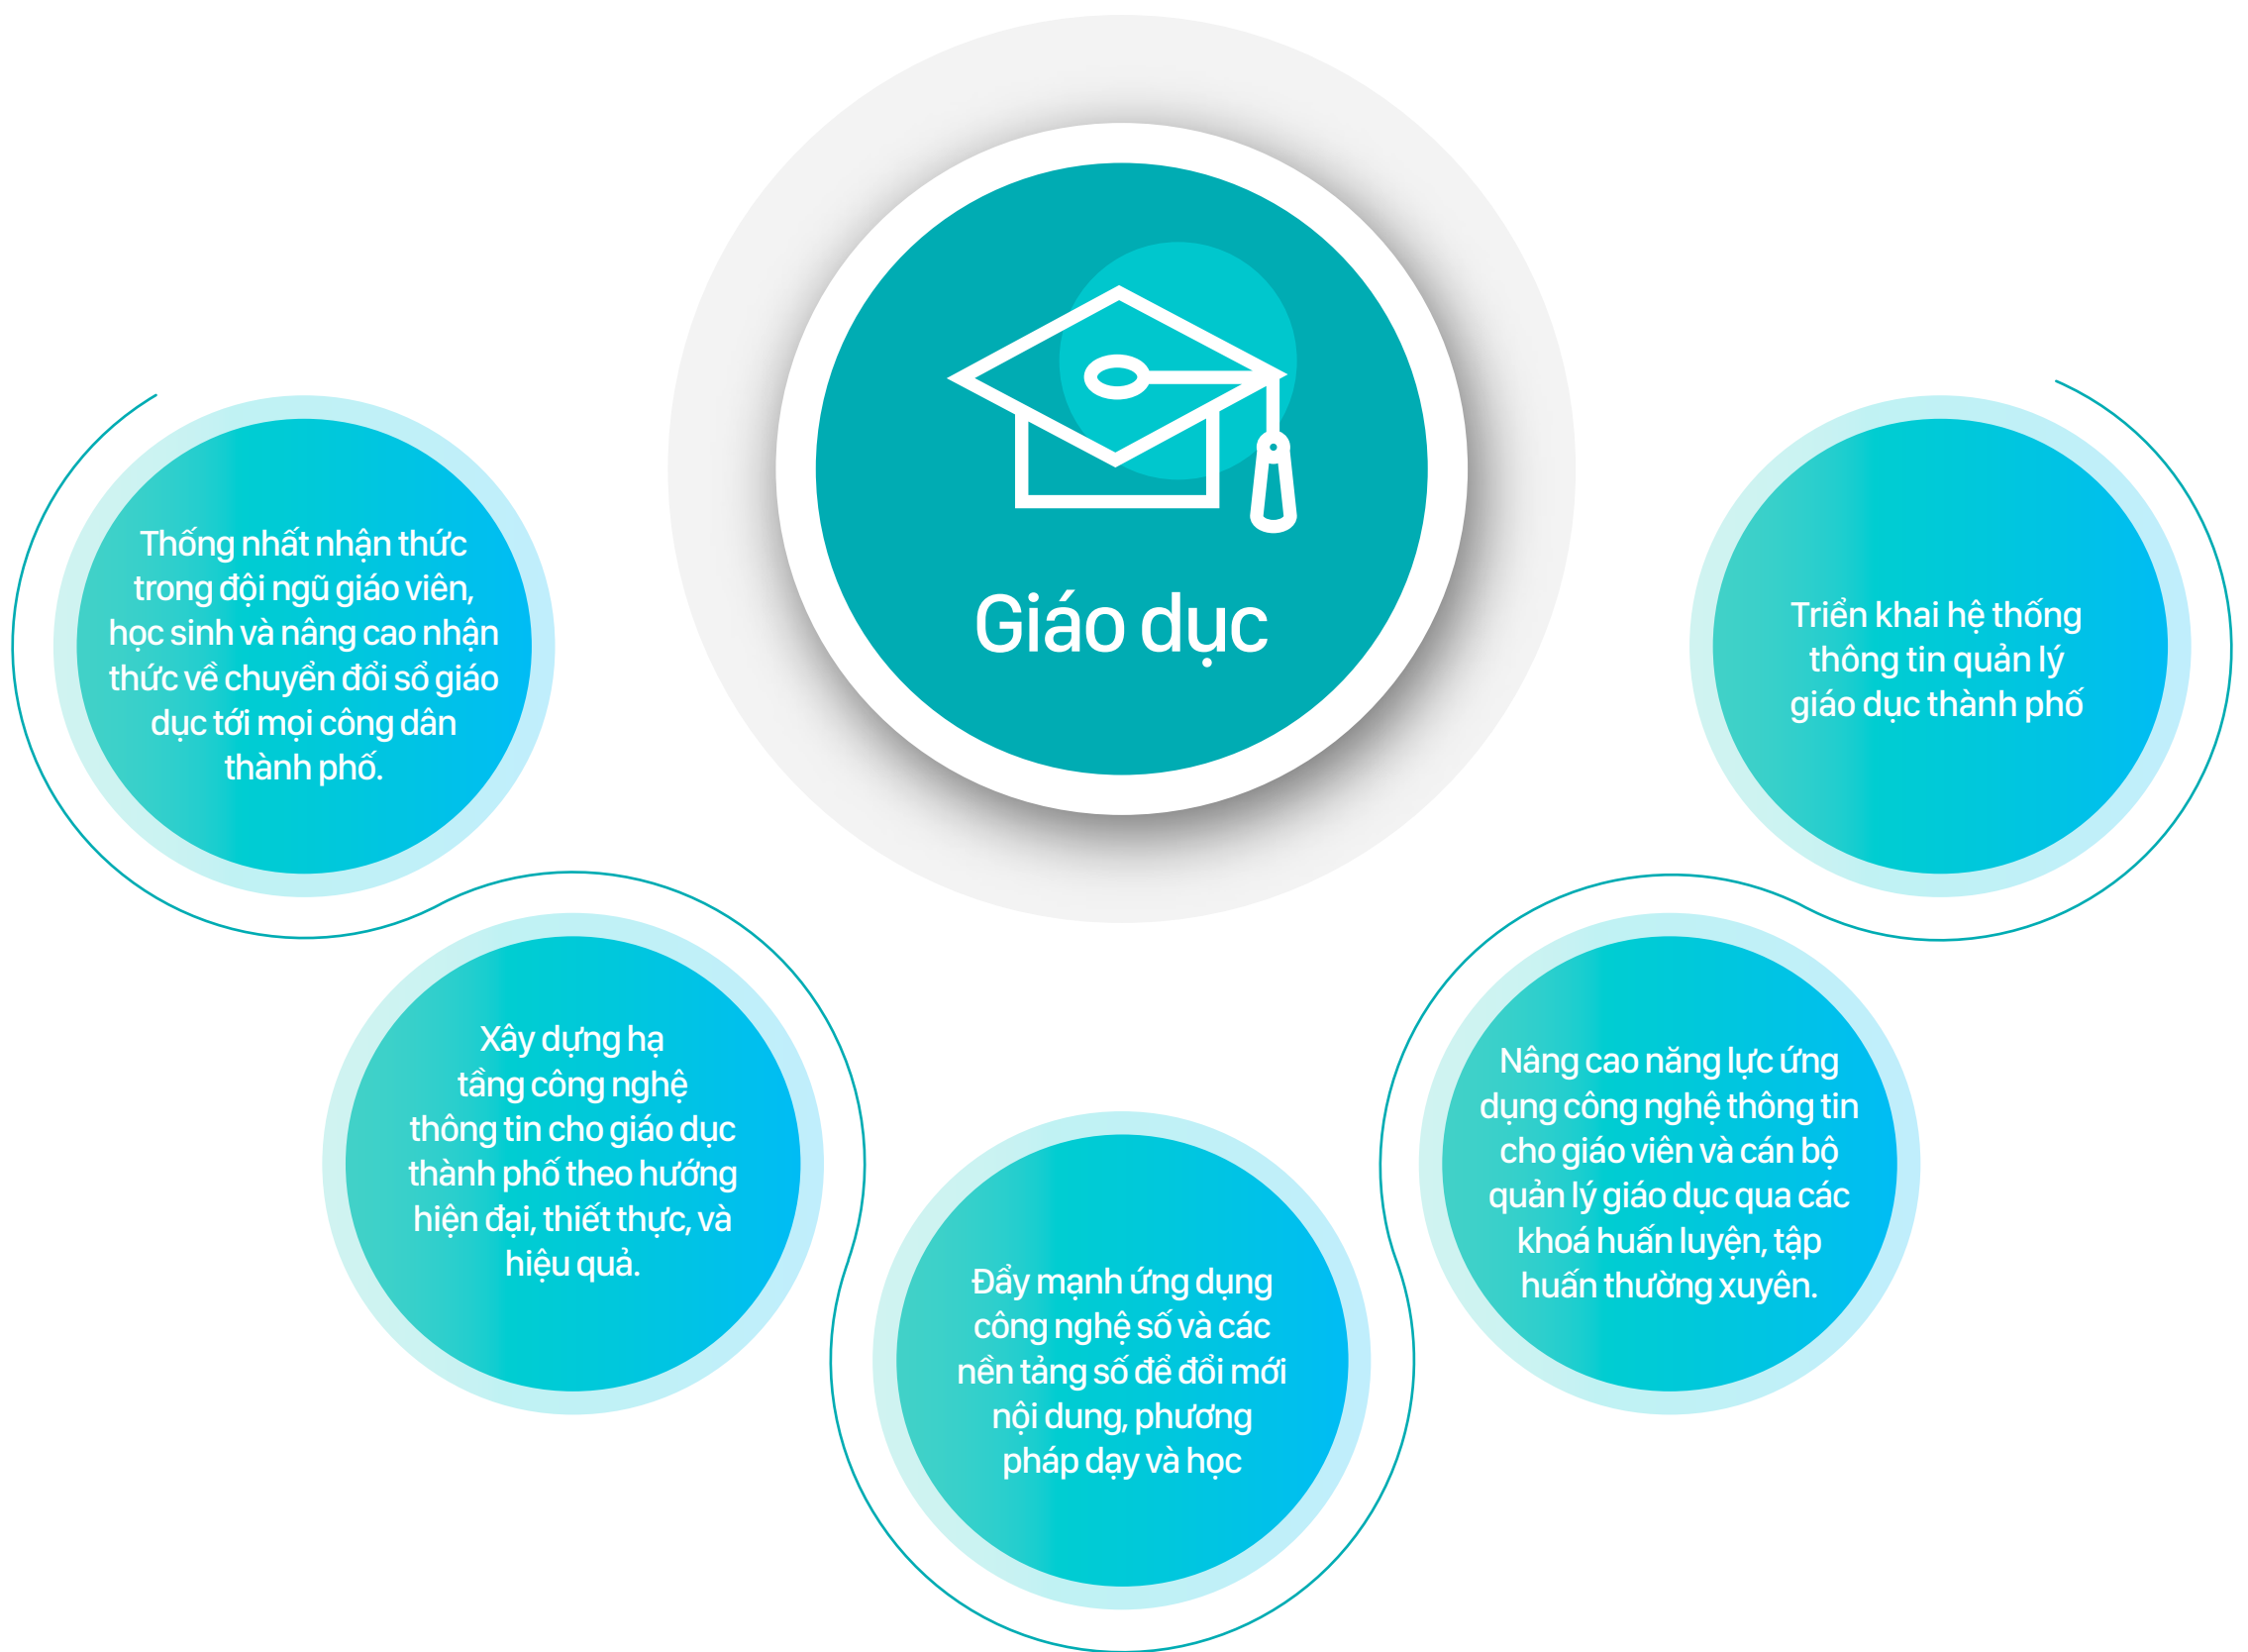 Giáo dục
Thống nhất nhận thức
trong đội ngũ giáo viên,
học sinh và nâng cao nhận
thức về chuyển đổi số giáo
dục tới mọi công dân
thành phố.
Xây dựng hạ
tầng công nghệ
thông tin cho giáo dục
thành phố theo hướng
hiện đại, thiết thực, và
hiệu quả.
Đẩy mạnh ứng dụng
công nghệ số và các
nền tảng số để đổi mới
nội dung, phương
pháp dạy và học
Nâng cao năng lực ứng
dụng công nghệ thông tin
cho giáo viên và cán bộ
quản lý giáo dục qua các
khoá huấn luyện, tập
huấn thường xuyên.
Triển khai hệ thống
thông tin quản lý
giáo dục thành phố